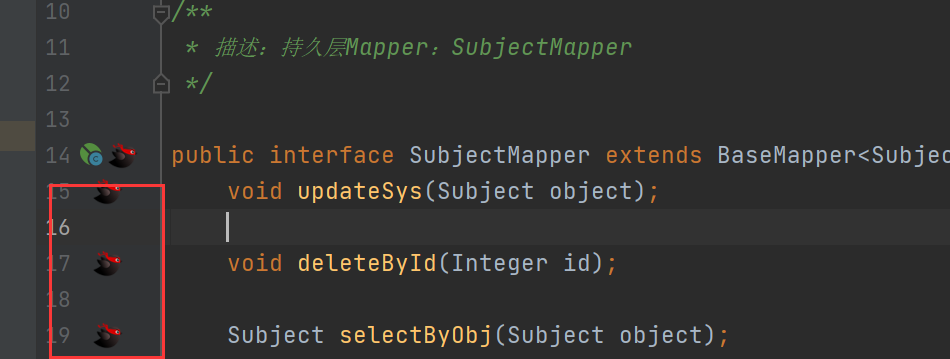 10 /**
11 * 描述：持久层Mapper：SubjectMapper
12 */
13
14 public interface SubjectMapper extends BaseMapper<Subjec
15 void updateSys(Subject object);
16
17 void deleteById(Integer id);
18
19 Subject selectByObj(Subject object);